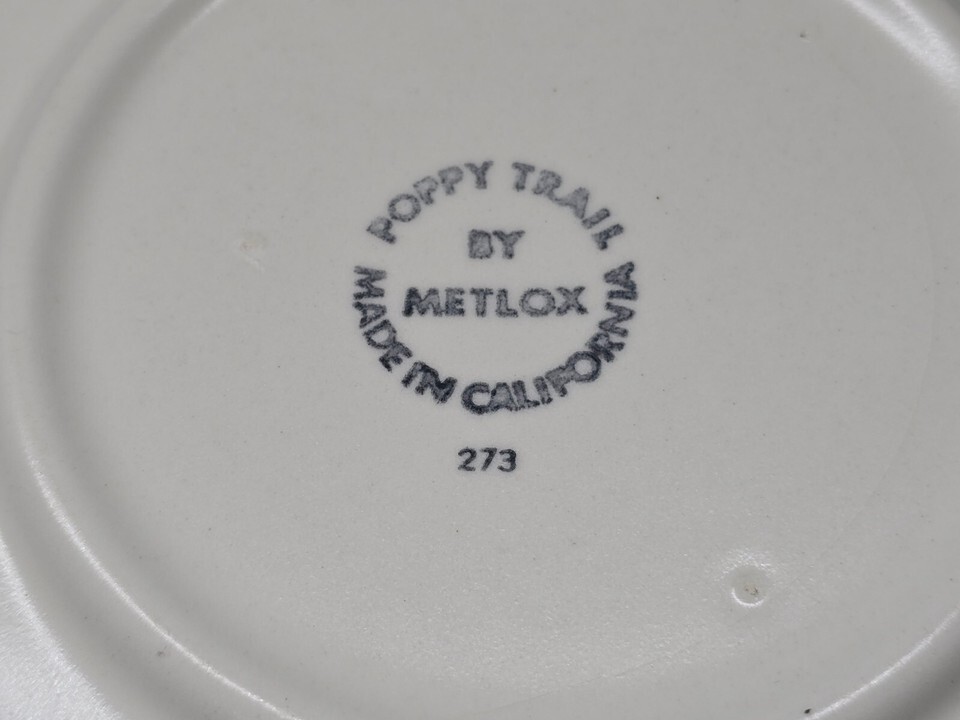 POPPY TRAIL
BY
METLOX
MADE IN CALIFORNIA
273